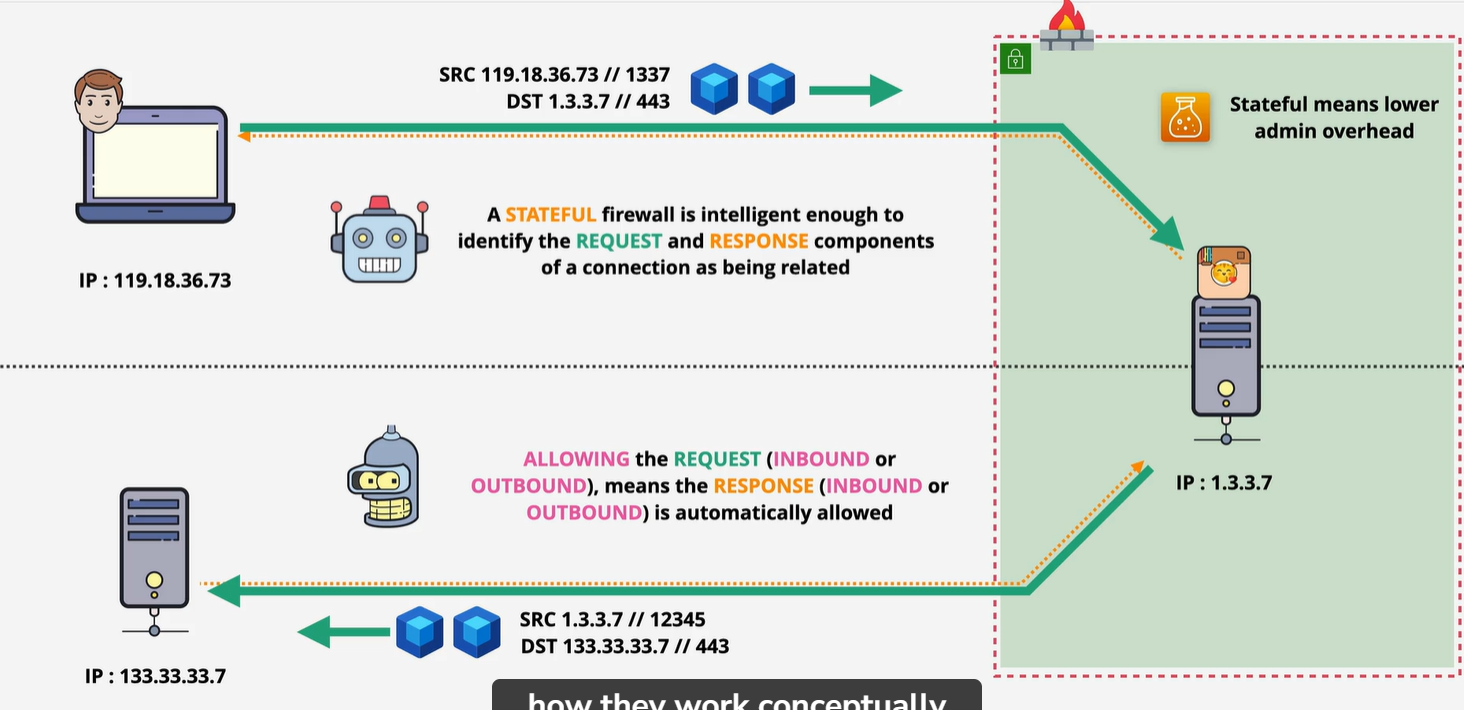 SRC 119.18.36.73 // 1337
DST 1.3.3.7 // 443
Stateful means lower
admin overhead
A STATEFUL firewall is intelligent enough to
identify the REQUEST and RESPONSE components
of a connection as being related
IP : 119.18.36.73
ALLOWING the REQUEST (INBOUND or
OUTBOUND), means the RESPONSE (INBOUND or
OUTBOUND) is automatically allowed
IP : 1.3.3.7
SRC 1.3.3.7 // 12345
DST 133.33.33.7 // 443
IP : 133.33.33.7
how they work conceptually